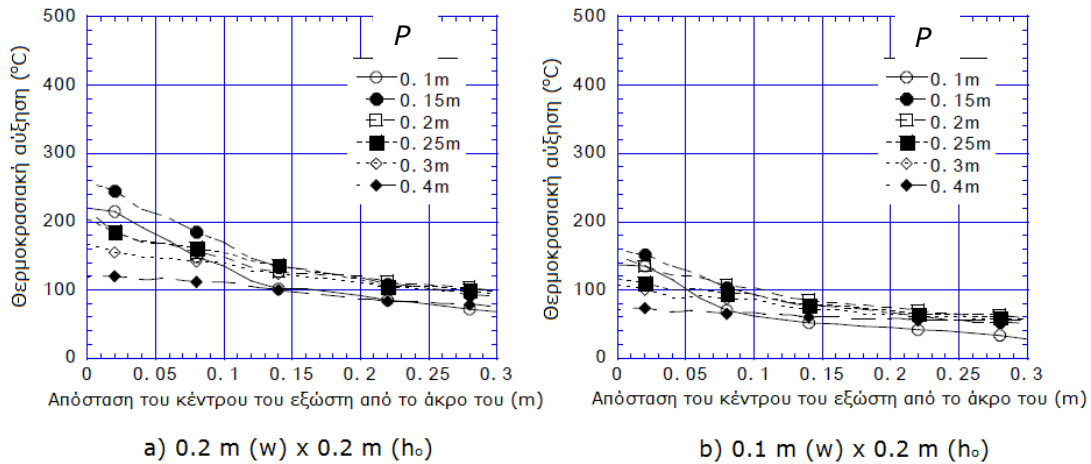 500
400
300
200
100
0
Θερμοκρασιακή αύξηση (°C)
P
0. 1m
0. 15m
0. 2m
0. 25m
0. 3m
0. 4m
0 0. 05 0. 1 0. 15 0. 2 0. 25 0. 3
Απόσταση του κέντρου του εξώστη από το άκρο του (m)
a) 0.2 m (w) x 0.2 m (hₒ)
500
400
300
200
100
0
Θερμοκρασιακή αύξηση (°C)
P
0. 1m
0. 15m
0. 2m
0. 25m
0. 3m
0. 4m
0 0. 05 0. 1 0. 15 0. 2 0. 25 0. 3
Απόσταση του κέντρου του εξώστη από το άκρο του (m)
b) 0.1 m (w) x 0.2 m (hₒ)